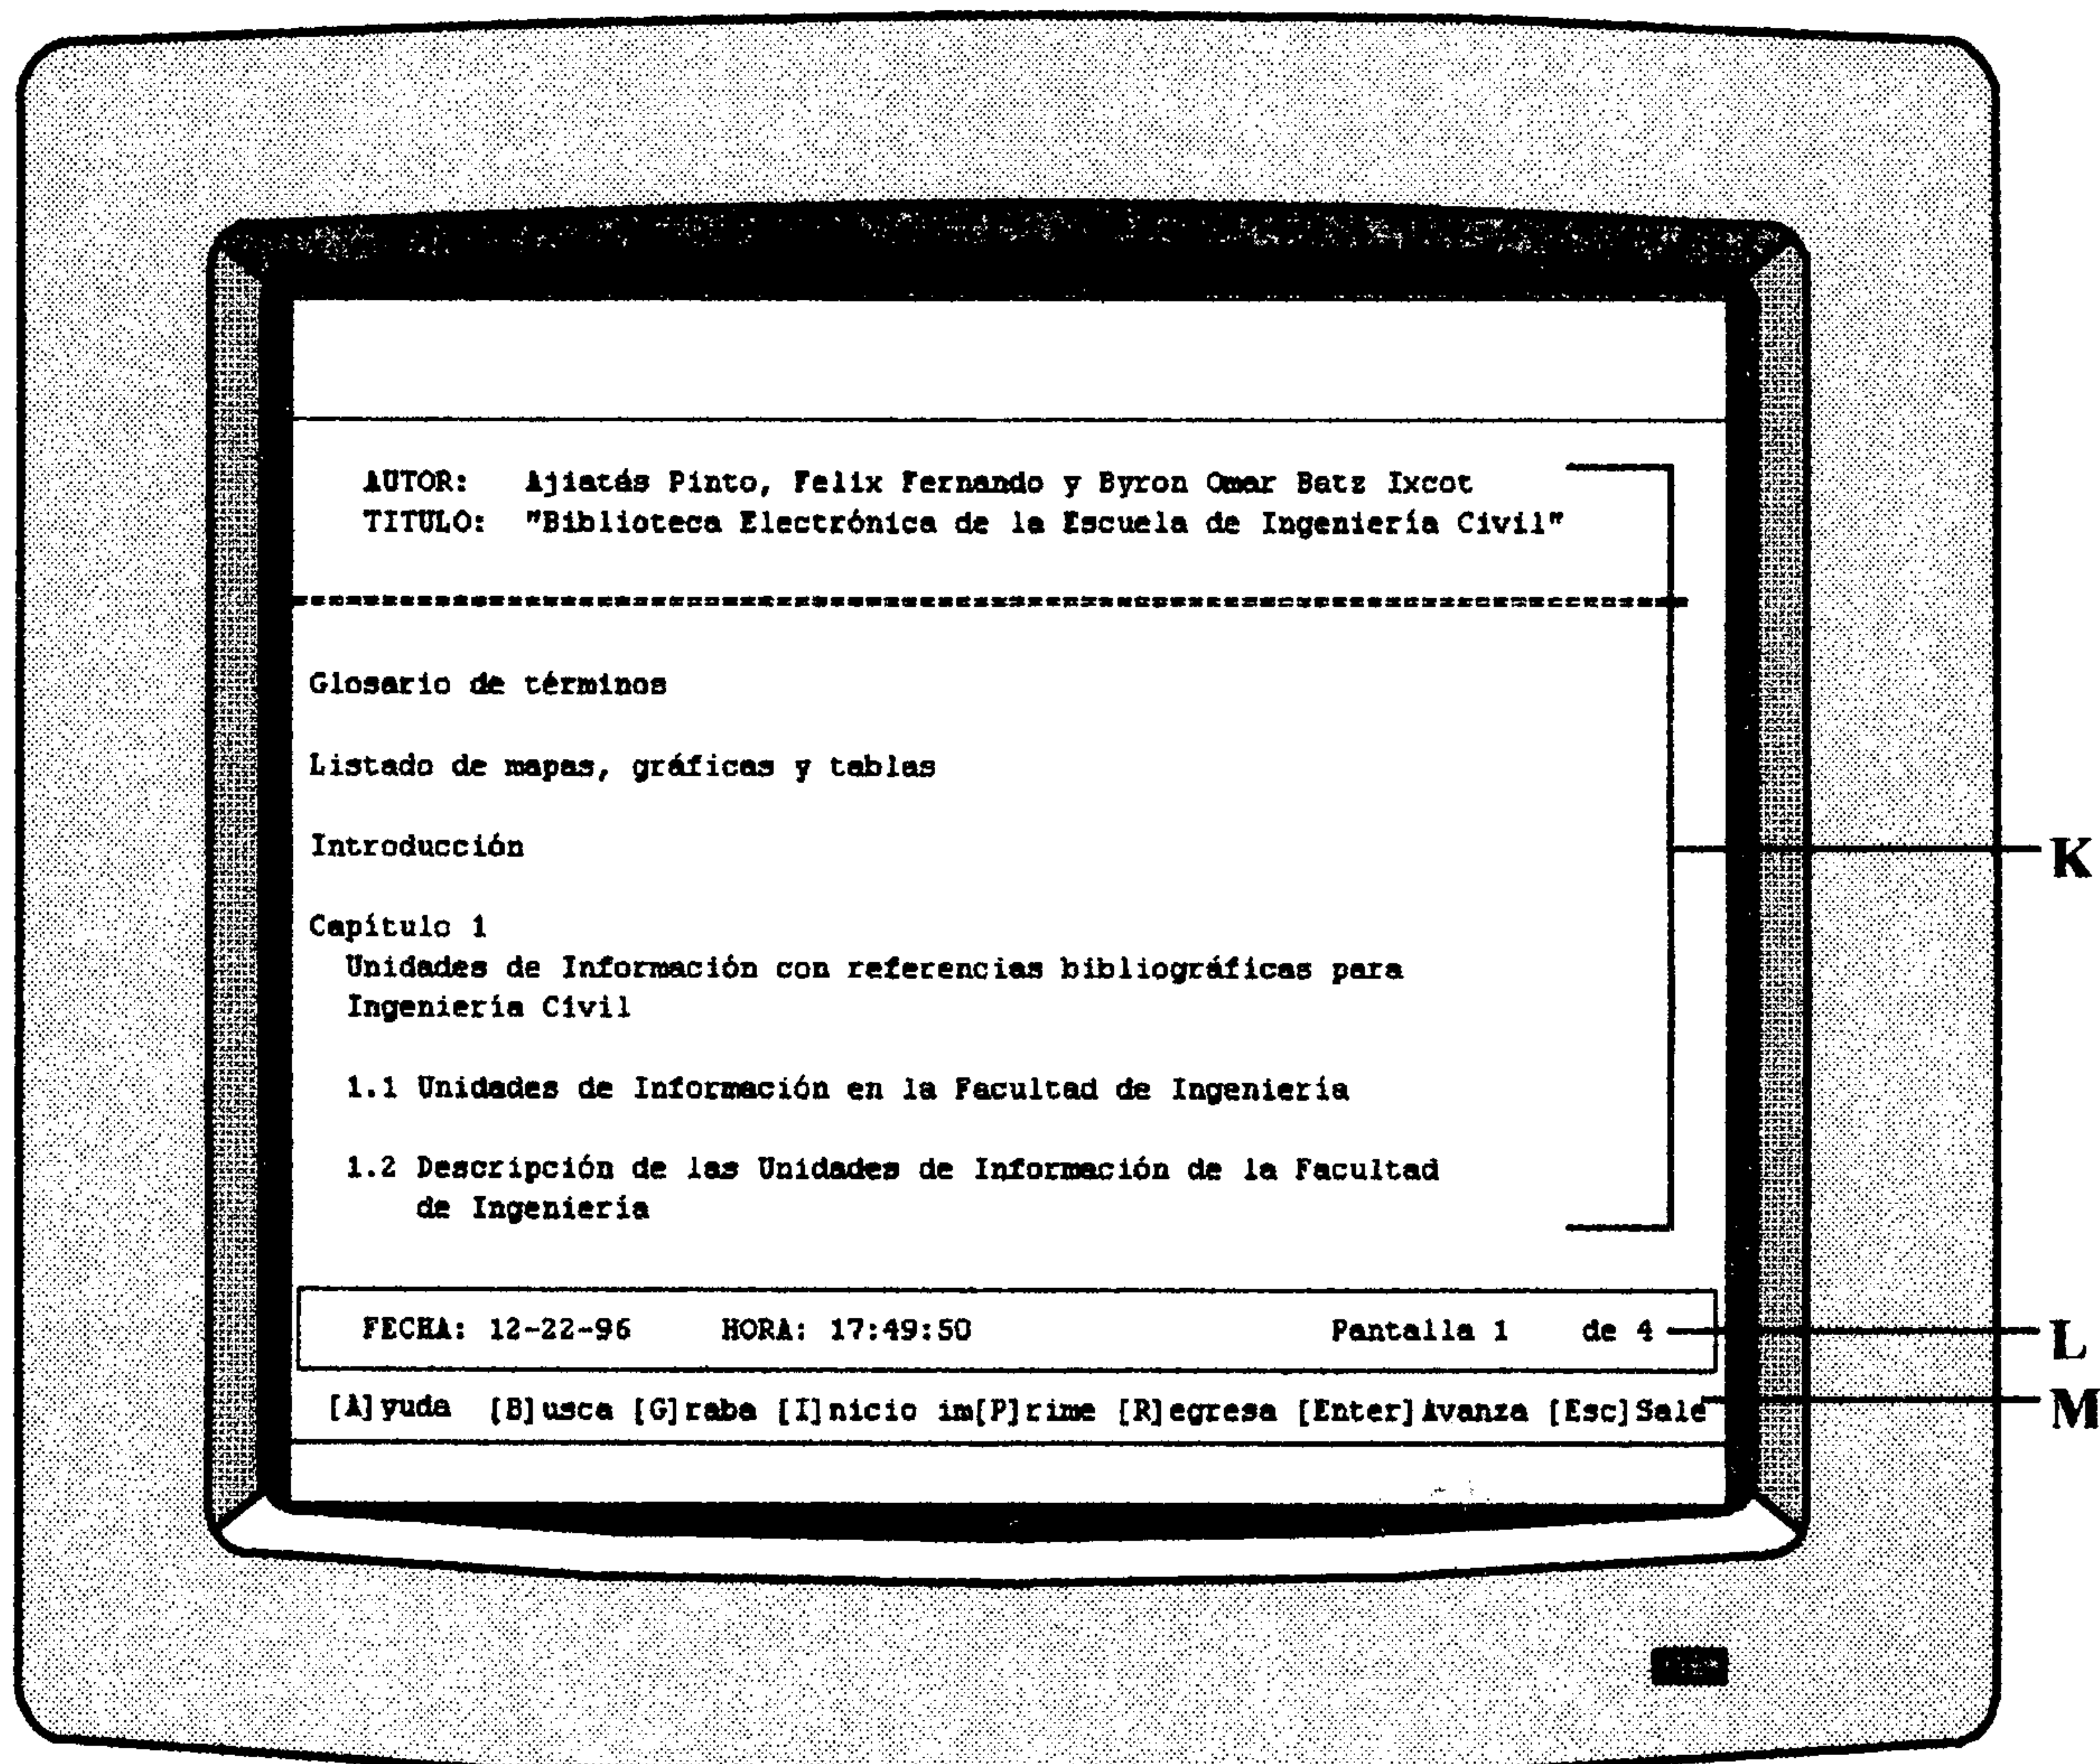 AUTOR: Ajiatás Pinto, Felix Fernando y Byron Omar Batz Ixcot
TITULO: "Biblioteca Electrónica de la Escuela de Ingeniería Civil"
Glosario de términos
Listado de mapas, gráficas y tablas
Introducción
K
Capítulo 1
Unidades de Información con referencias bibliográficas para
Ingeniería Civil
1.1 Unidades de Información en la Facultad de Ingeniería
1.2 Descripción de las Unidades de Información de la Facultad
de Ingeniería
FECHA: 12-22-96 HORA: 17:49:50 Pantalla 1 de 4
L
[A]yuda [B]usca [G]raba [I]nicio im[P]rime [R]egresa [Enter]Avanza [Esc]Sale
M